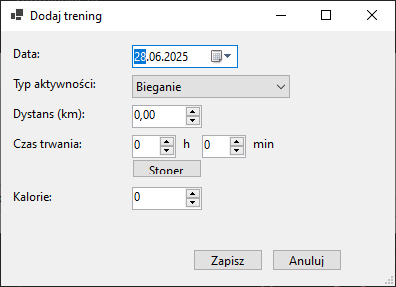 Dodaj trening
Data: 28.06.2025
Typ aktywności: Bieganie
Dystans (km): 0,00
Czas trwania: 0 h 0 min
Stoper
Kalorie: 0
Zapisz Anuluj